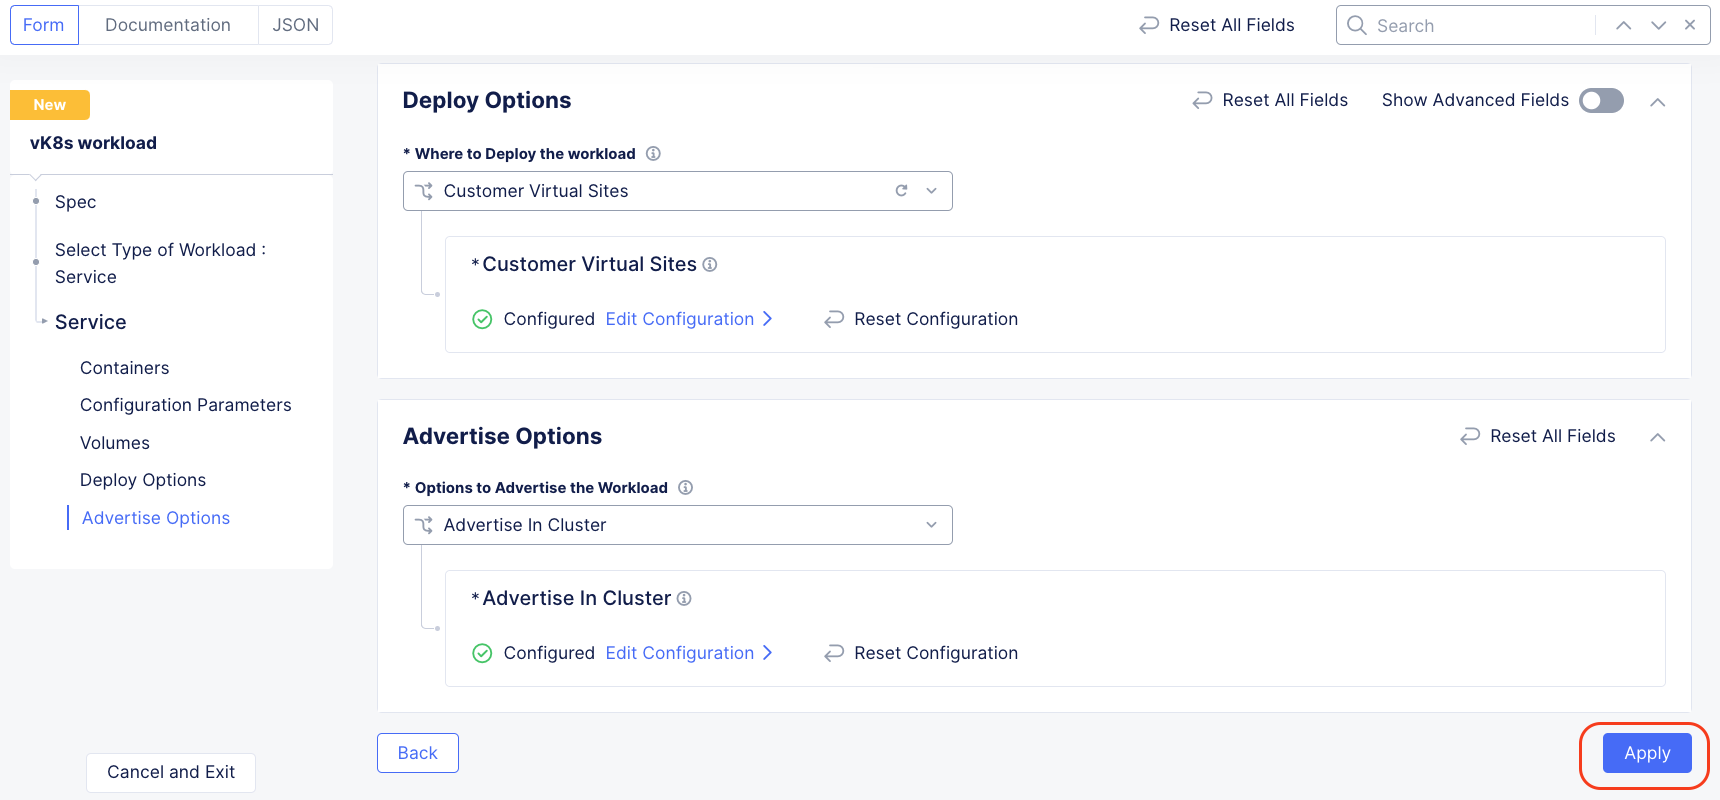 Form
Documentation
JSON
Reset All Fields
Search
New
vK8s workload
Spec
Select Type of Workload :
Service
Service
Containers
Configuration Parameters
Volumes
Deploy Options
Advertise Options
Cancel and Exit
Deploy Options
Reset All Fields
Show Advanced Fields
* Where to Deploy the workload
Customer Virtual Sites
* Customer Virtual Sites
Configured Edit Configuration
Reset Configuration
Advertise Options
Reset All Fields
* Options to Advertise the Workload
Advertise In Cluster
* Advertise In Cluster
Configured Edit Configuration
Reset Configuration
Back
Apply